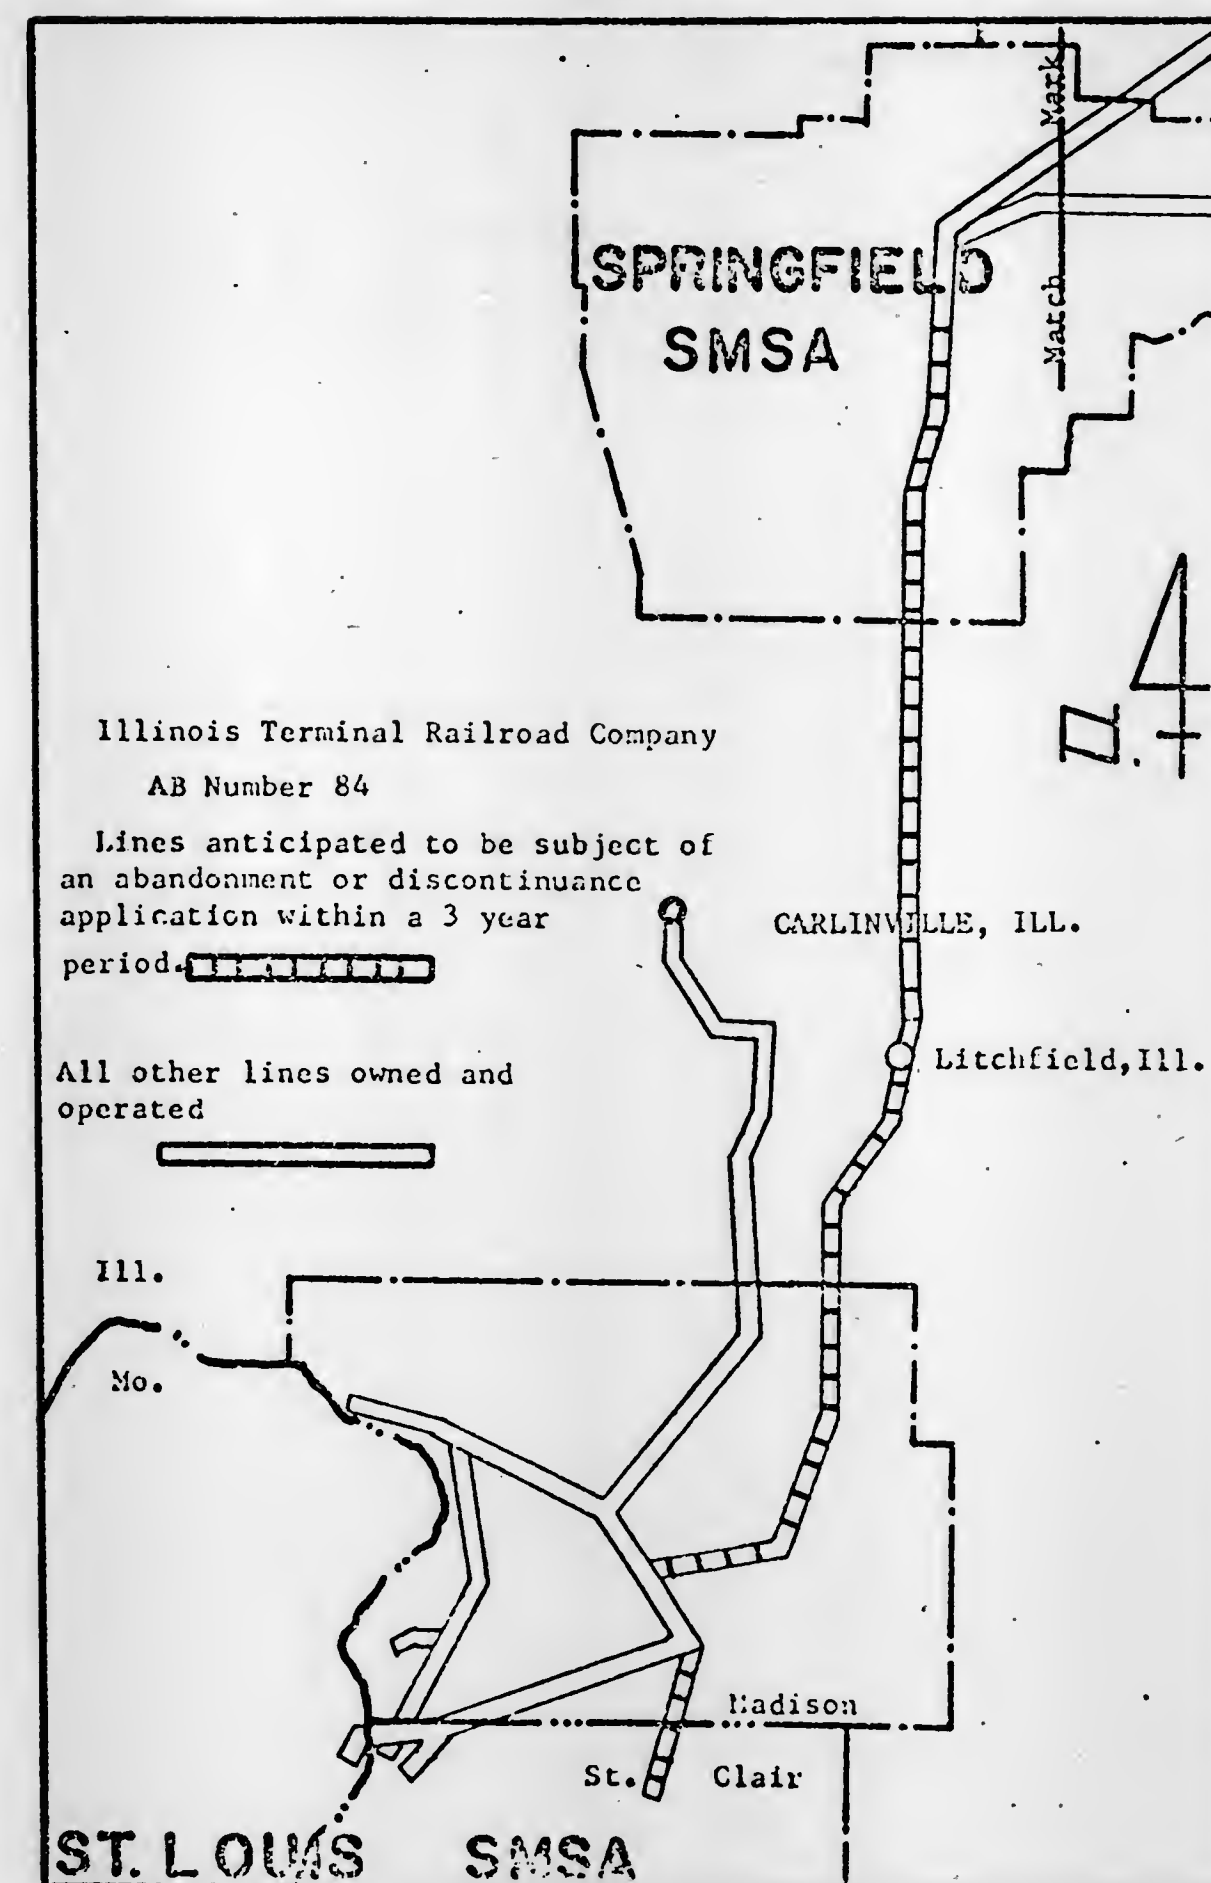 Match Mark
SPRINGFIELD
SMSA
n.
Illinois Terminal Railroad Company
AB Number 84
Lines anticipated to be subject of
an abandonment or discontinuance
application within a 3 year
period.
CARLINVILLE, ILL.
Litchfield, Ill.
All other lines owned and
operated
Ill.
Mo.
Madison
St. Clair
ST. LOUIS SMSA